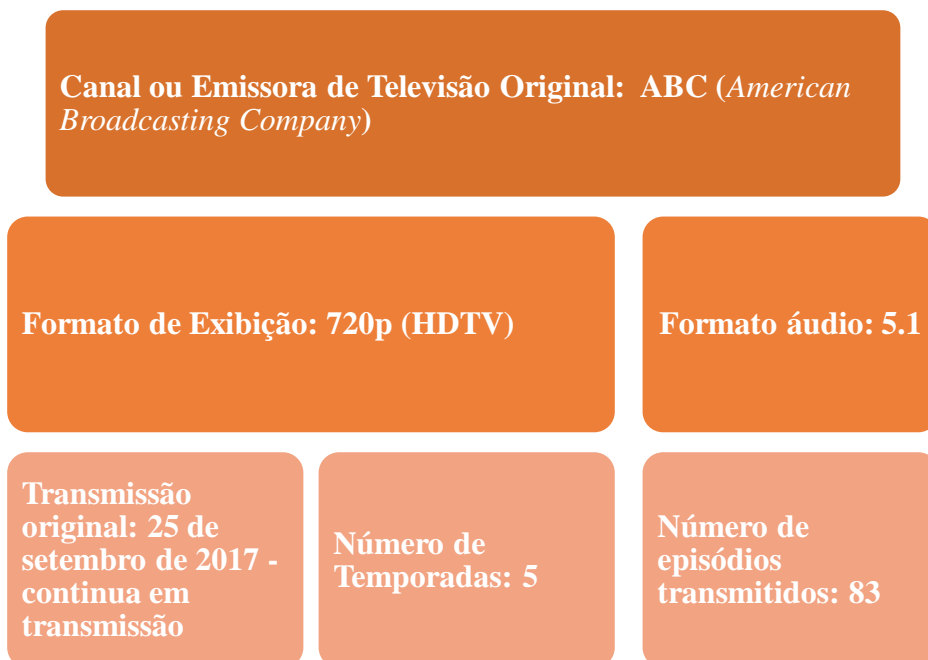 Canal ou Emissora de Televisão Original: ABC (American
Broadcasting Company)
Formato de Exibição: 720p (HDTV)
Formato áudio: 5.1
Transmissão
original: 25 de
setembro de 2017 -
continua em
transmissão
Número de
Temporadas: 5
Número de
episódios
transmitidos: 83